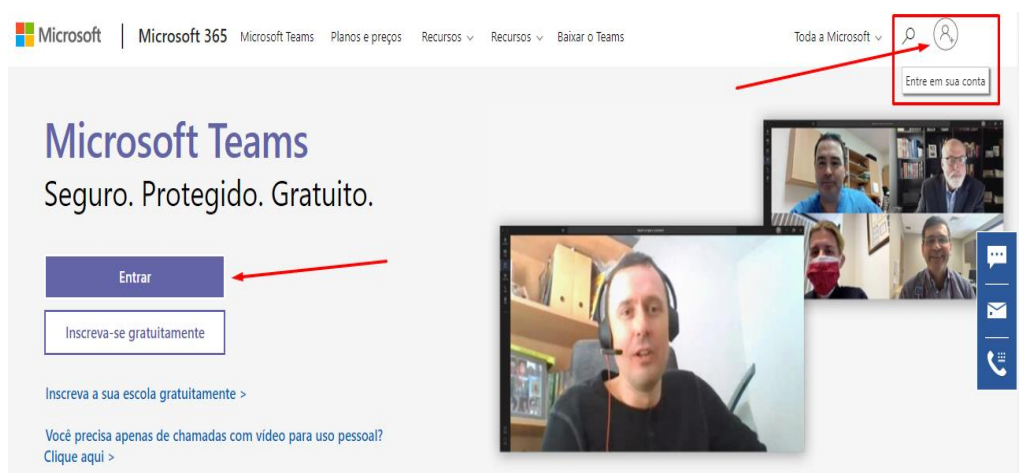 Microsoft | Microsoft 365 Microsoft Teams Planos e preços Recursos Recursos Baixar o Teams Toda a Microsoft
Entre em sua conta
Microsoft Teams
Seguro. Protegido. Gratuito.
Entrar
Inscreva-se gratuitamente
Inscreva a sua escola gratuitamente >
Você precisa apenas de chamadas com vídeo para uso pessoal?
Clique aqui >